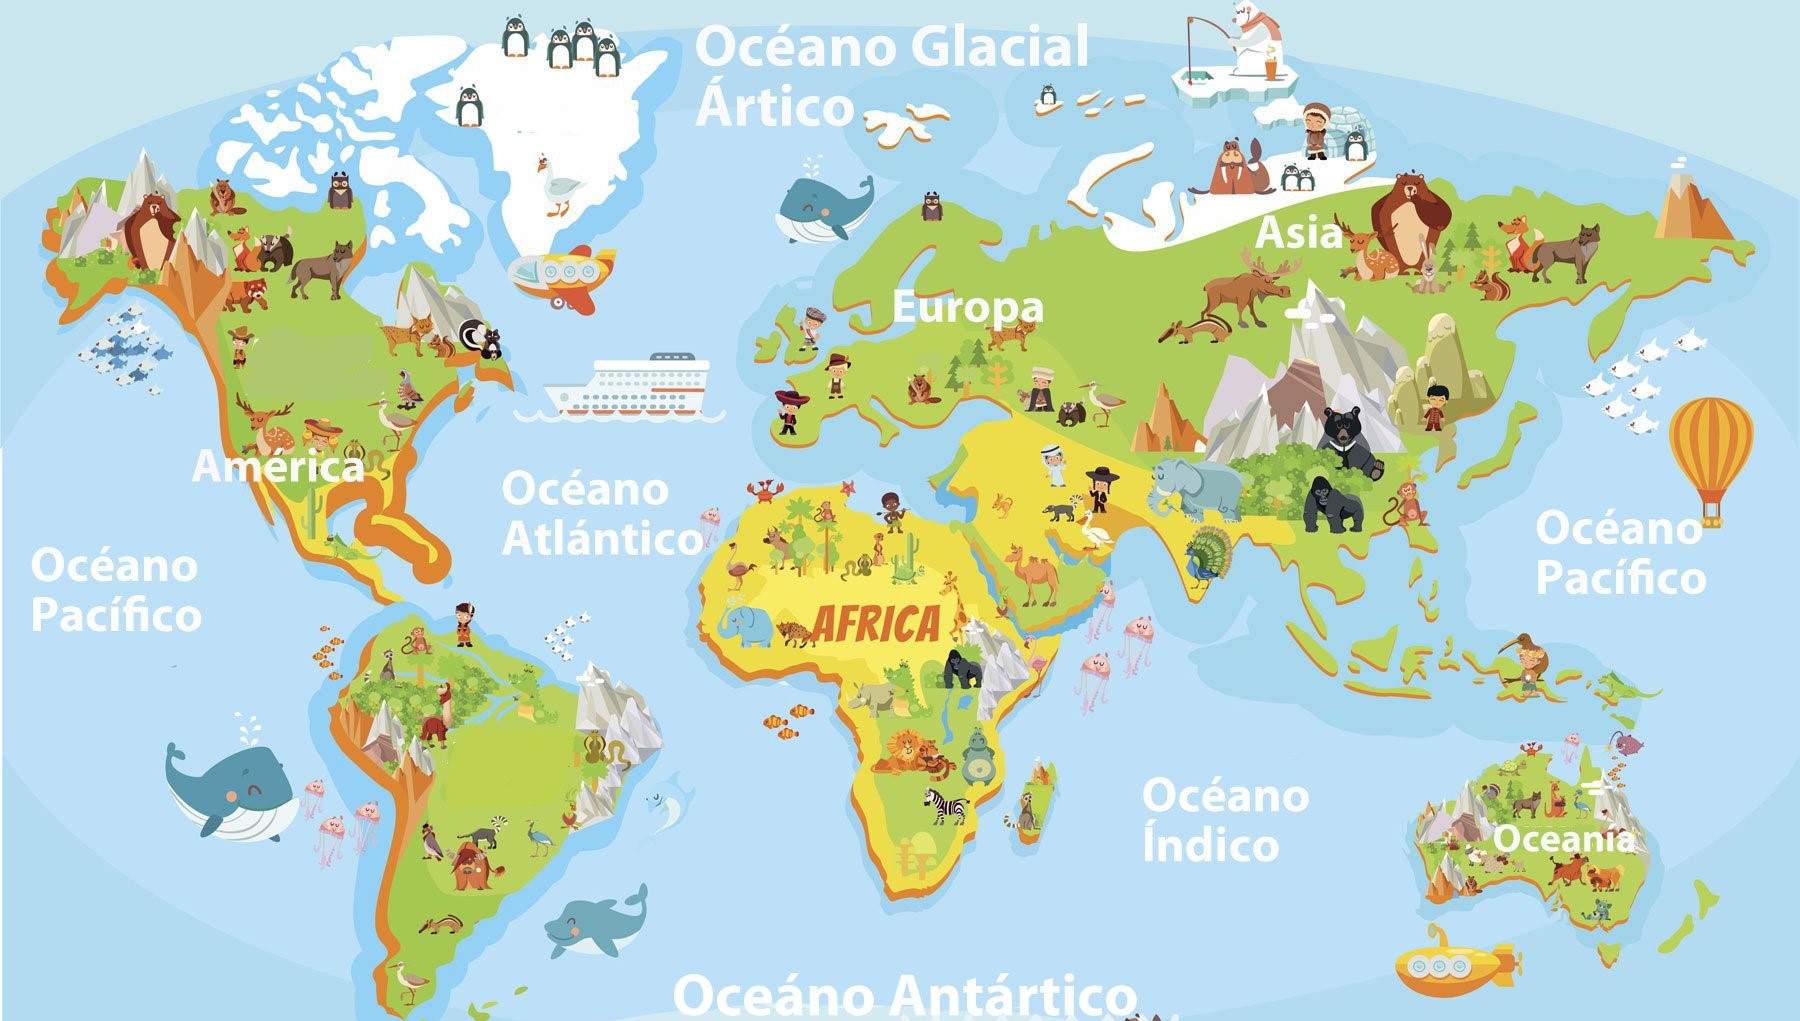 Océano Glacial
Ártico
Asia
Europa
América
Océano
Atlántico
Océano
Pacífico
Océano
Pacífico
AFRICA
Océano
Índico
Oceanía
Oceáno Antártico